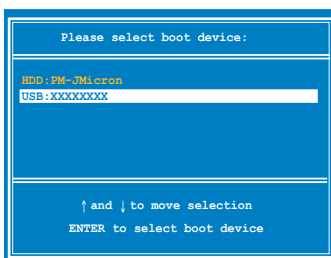 Please select boot device:
HDD:PM-JMicron
USB:XXXXXXXX
↑ and ↓ to move selection
ENTER to select boot device